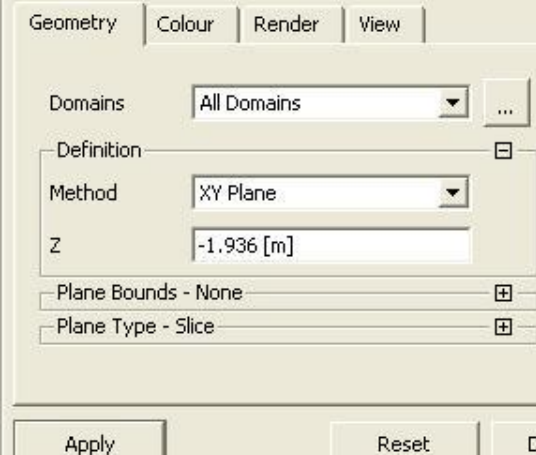 Geometry Colour Render View
Domains All Domains ...
Definition
Method XY Plane
Z -1.936 [m]
Plane Bounds - None
Plane Type - Slice
Apply Reset